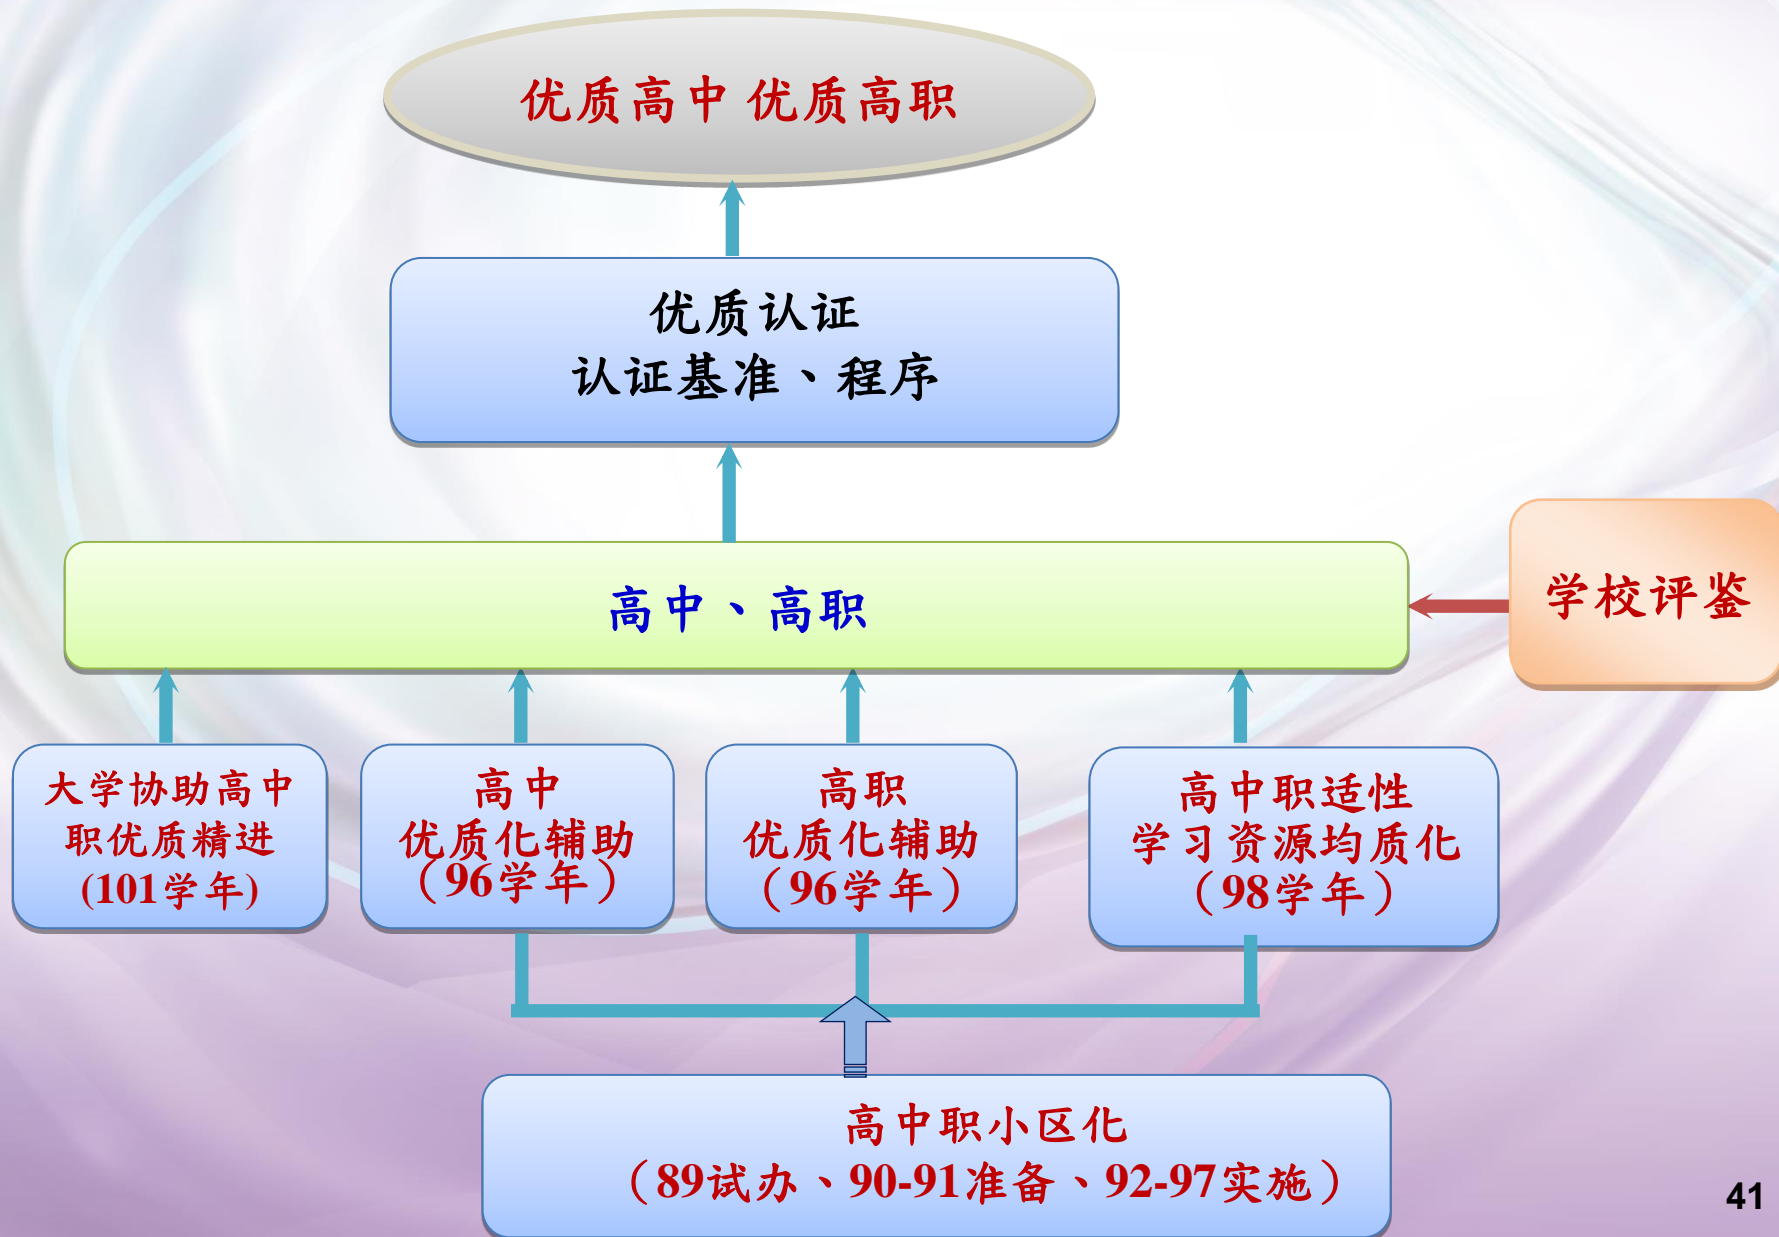 优质高中 优质高职
优质认证
认证基准、程序
高中、高职
学校评鉴
大学协助高中
职优质精进
(101学年)
高中
优质化辅助
（96学年）
高职
优质化辅助
（96学年）
高中职适性
学习资源均质化
（98学年）
高中职小区化
（89试办、90-91准备、92-97实施）
41